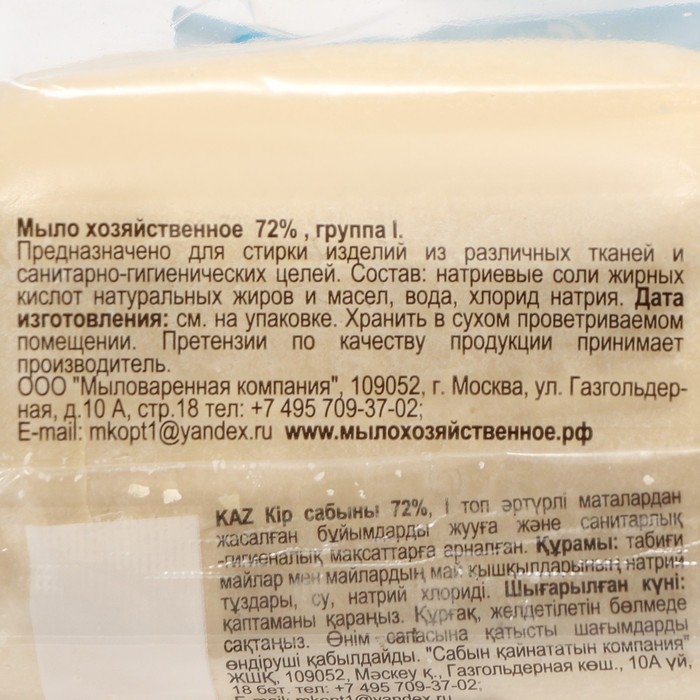 Мыло хозяйственное 72% , группа I.
Предназначено для стирки изделий из различных тканей и
санитарно-гигиенических целей. Состав: натриевые соли жирных
кислот натуральных жиров и масел, вода, хлорид натрия. Дата
изготовления: см. на упаковке. Хранить в сухом проветриваемом
помещении. Претензии по качеству продукции принимает
производитель.
ООО "Мыловаренная компания", 109052, г. Москва, ул. Газгольдер-
ная, д.10 А, стр.18 тел: +7 495 709-37-02;
E-mail: mkopt1@yandex.ru www.мылохозяйственное.рф
KAZ Кір сабыны 72%, I топ әртүрлі маталардан
жасалған бұйымдарды жууға және санитарлық
-гигиеналық мақсаттарға арналған. Құрамы: табиғи
майлар мен майлардың май қышқылдарының натрий
тұздары, су, натрий хлориді. Шығарылған күні:
қаптаманы қараңыз. Құрғақ, желдетілетін бөлмеде
сақтаңыз. Өнім сапасына қатысты шағымдарды
өндіруші қабылдайды. "Сабын қайнататын компания"
ЖШҚ, 109052, Мәскеу қ., Газгольдерная көш., 10А үй,
18 бет. тел: +7 495 709-37-02;
E-mail: mkopt1@yandex.ru